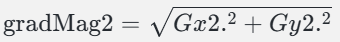 gradMag2 = √(Gx2.² + Gy2.²)